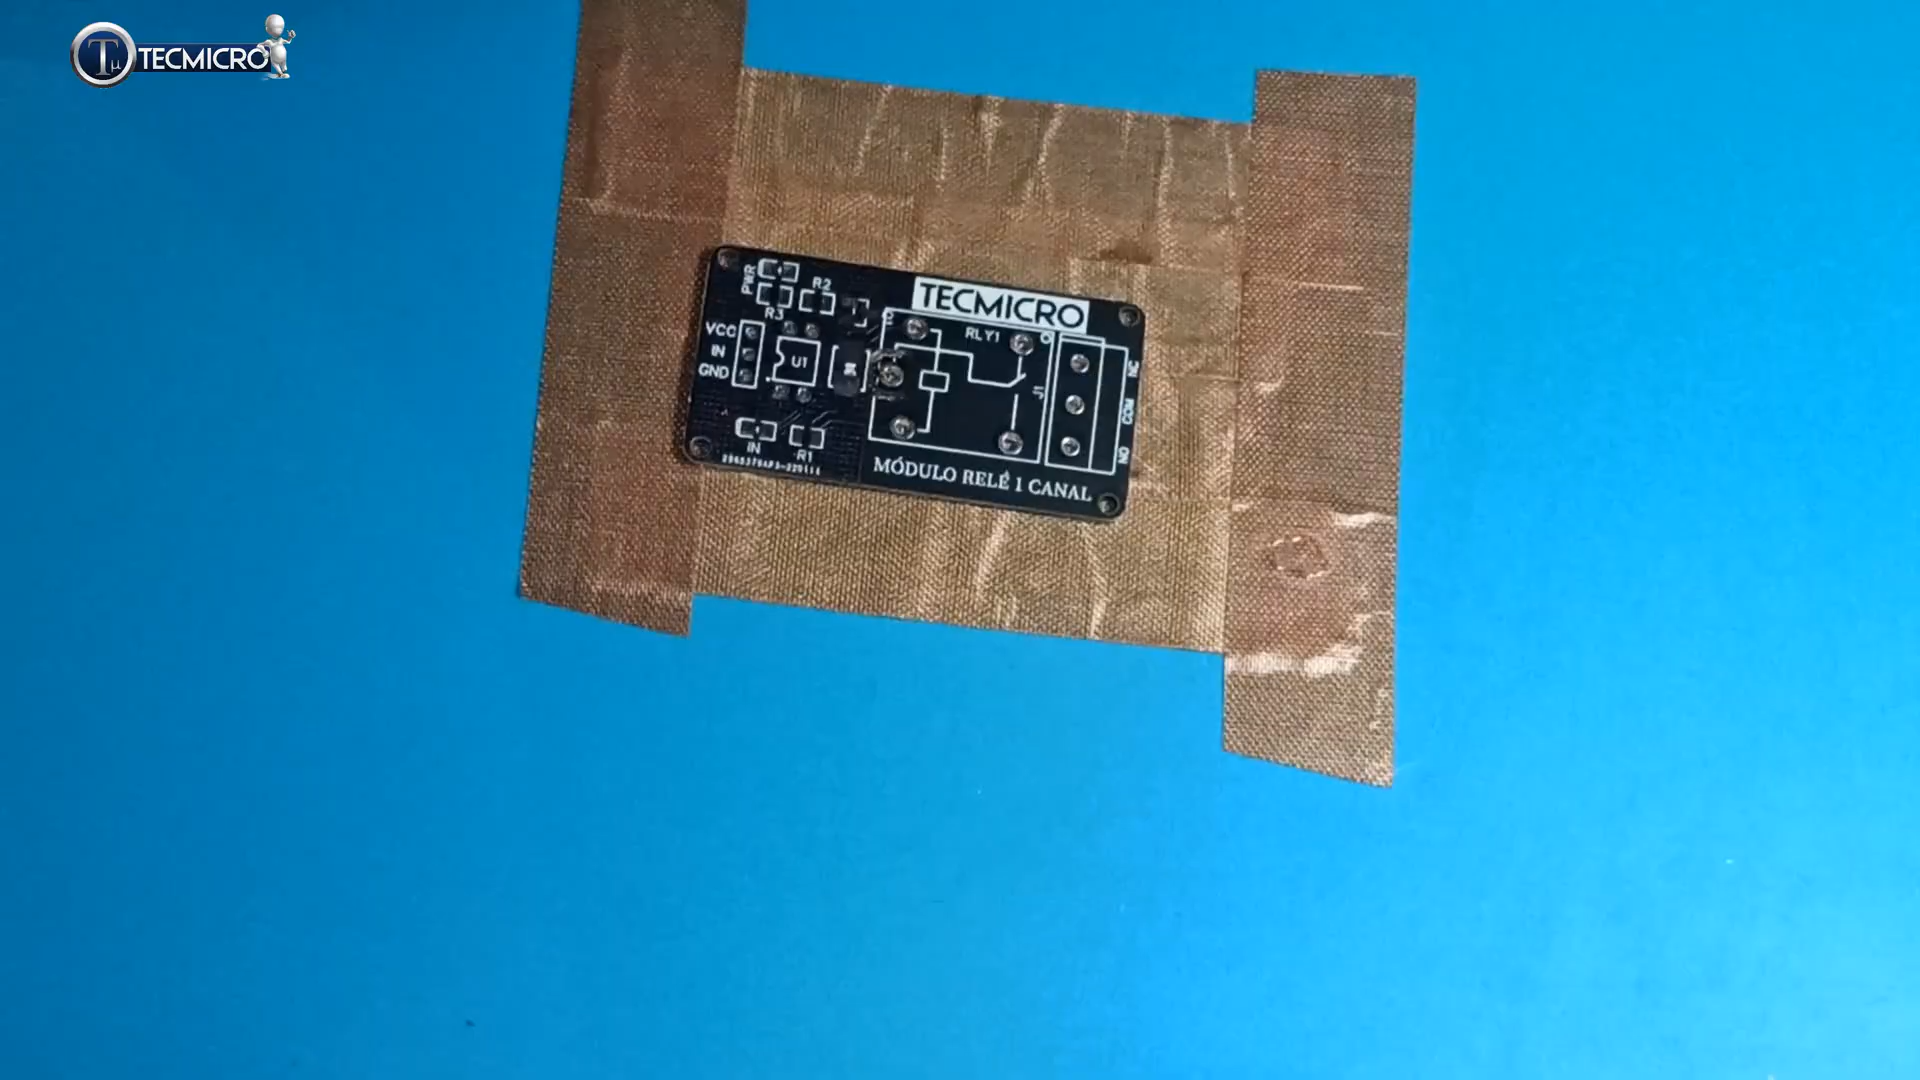 Tµ TECMICRO
TECMICRO
PWR
R2
R3
RLY1
VCC
IN
GND
U1
J1
NC
COM
NO
IN
R1
MÓDULO RELÉ 1 CANAL